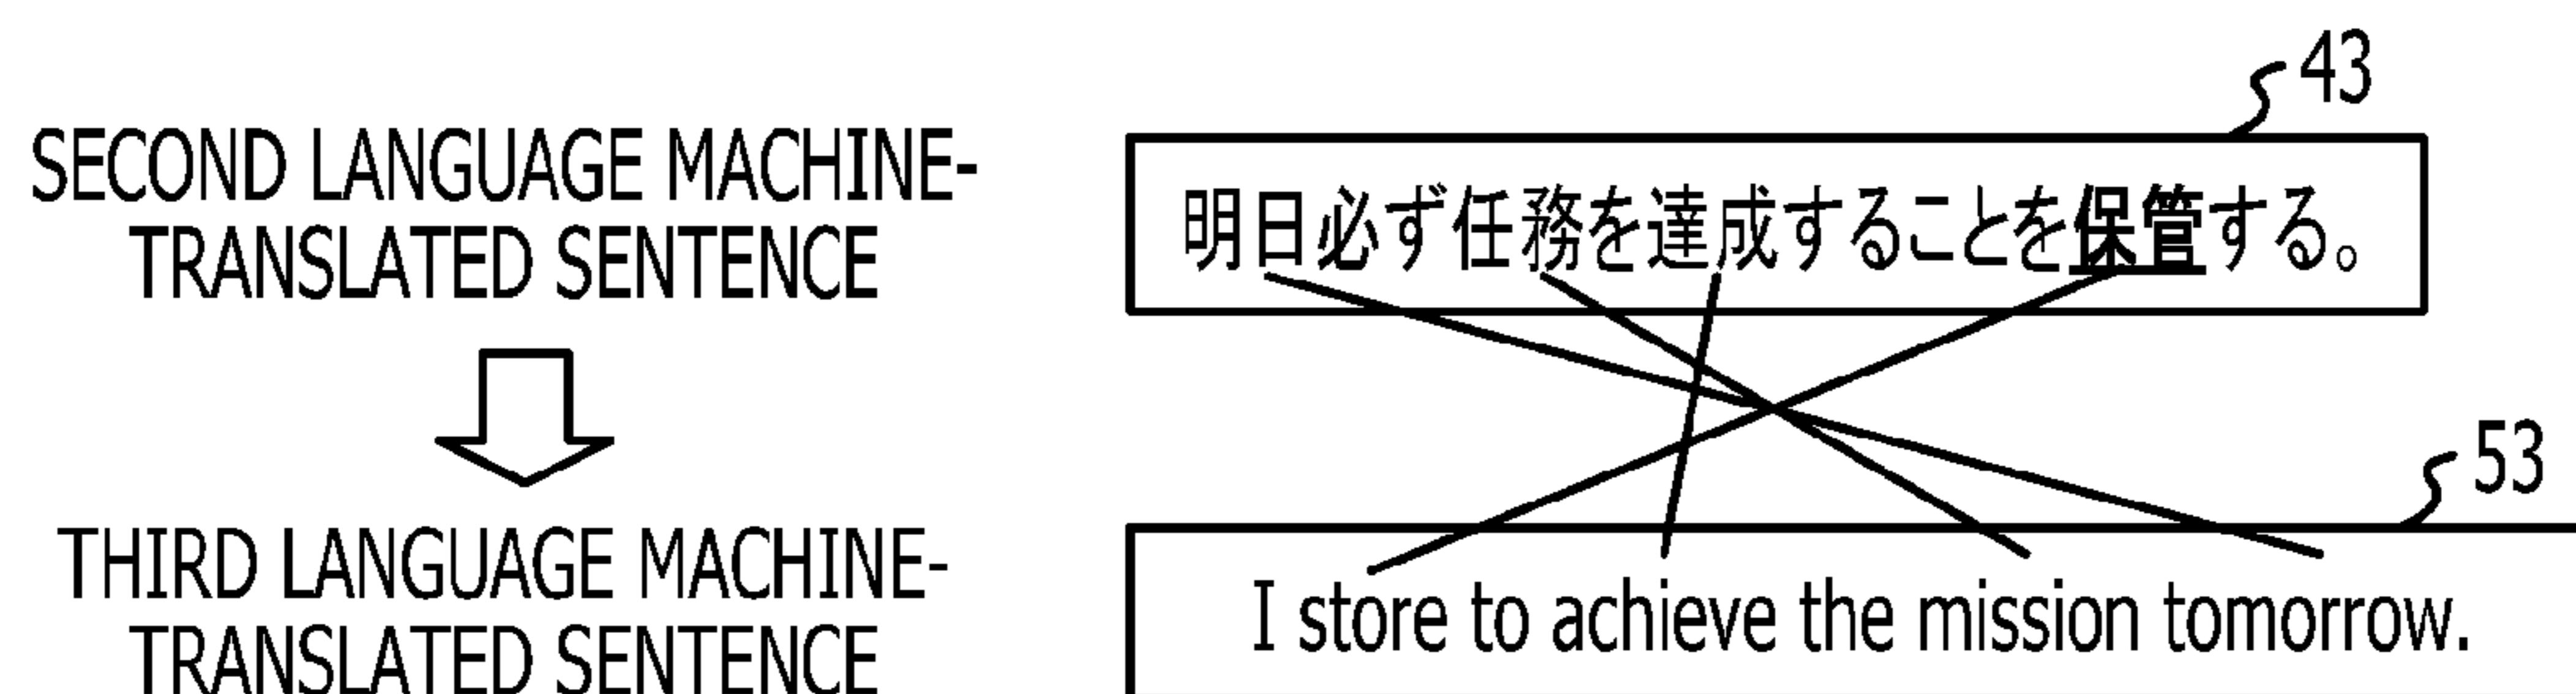 43
SECOND LANGUAGE MACHINE-
TRANSLATED SENTENCE
明日必ず任務を達成することを保管する。
53
THIRD LANGUAGE MACHINE-
TRANSLATED SENTENCE
I store to achieve the mission tomorrow.